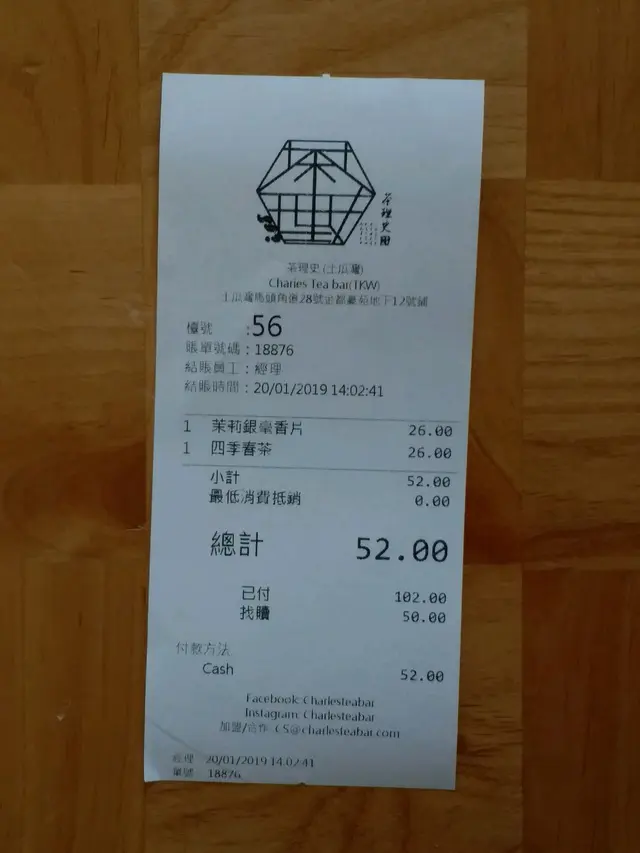 茶理史閣
茶理史(土瓜灣)
Charles Tea bar(TKW)
土瓜灣馬頭角道28號定都豪苑地下12號舖
檯號 :56
賬單號碼 : 18876
結賬員工 : 經理
結賬時間 : 20/01/2019 14:02:41
1 茉莉銀毫香片 26.00
1 四季春茶 26.00
小計 52.00
最低消費抵銷 0.00
總計 52.00
已付 102.00
找贖 50.00
付款方法
Cash 52.00
Facebook: Charlesteabar
Instagram: Charlesteabar
加盟/合作 :CS@charlesteabar.com
經理 20/01/2019 14:02:41
單號 18876